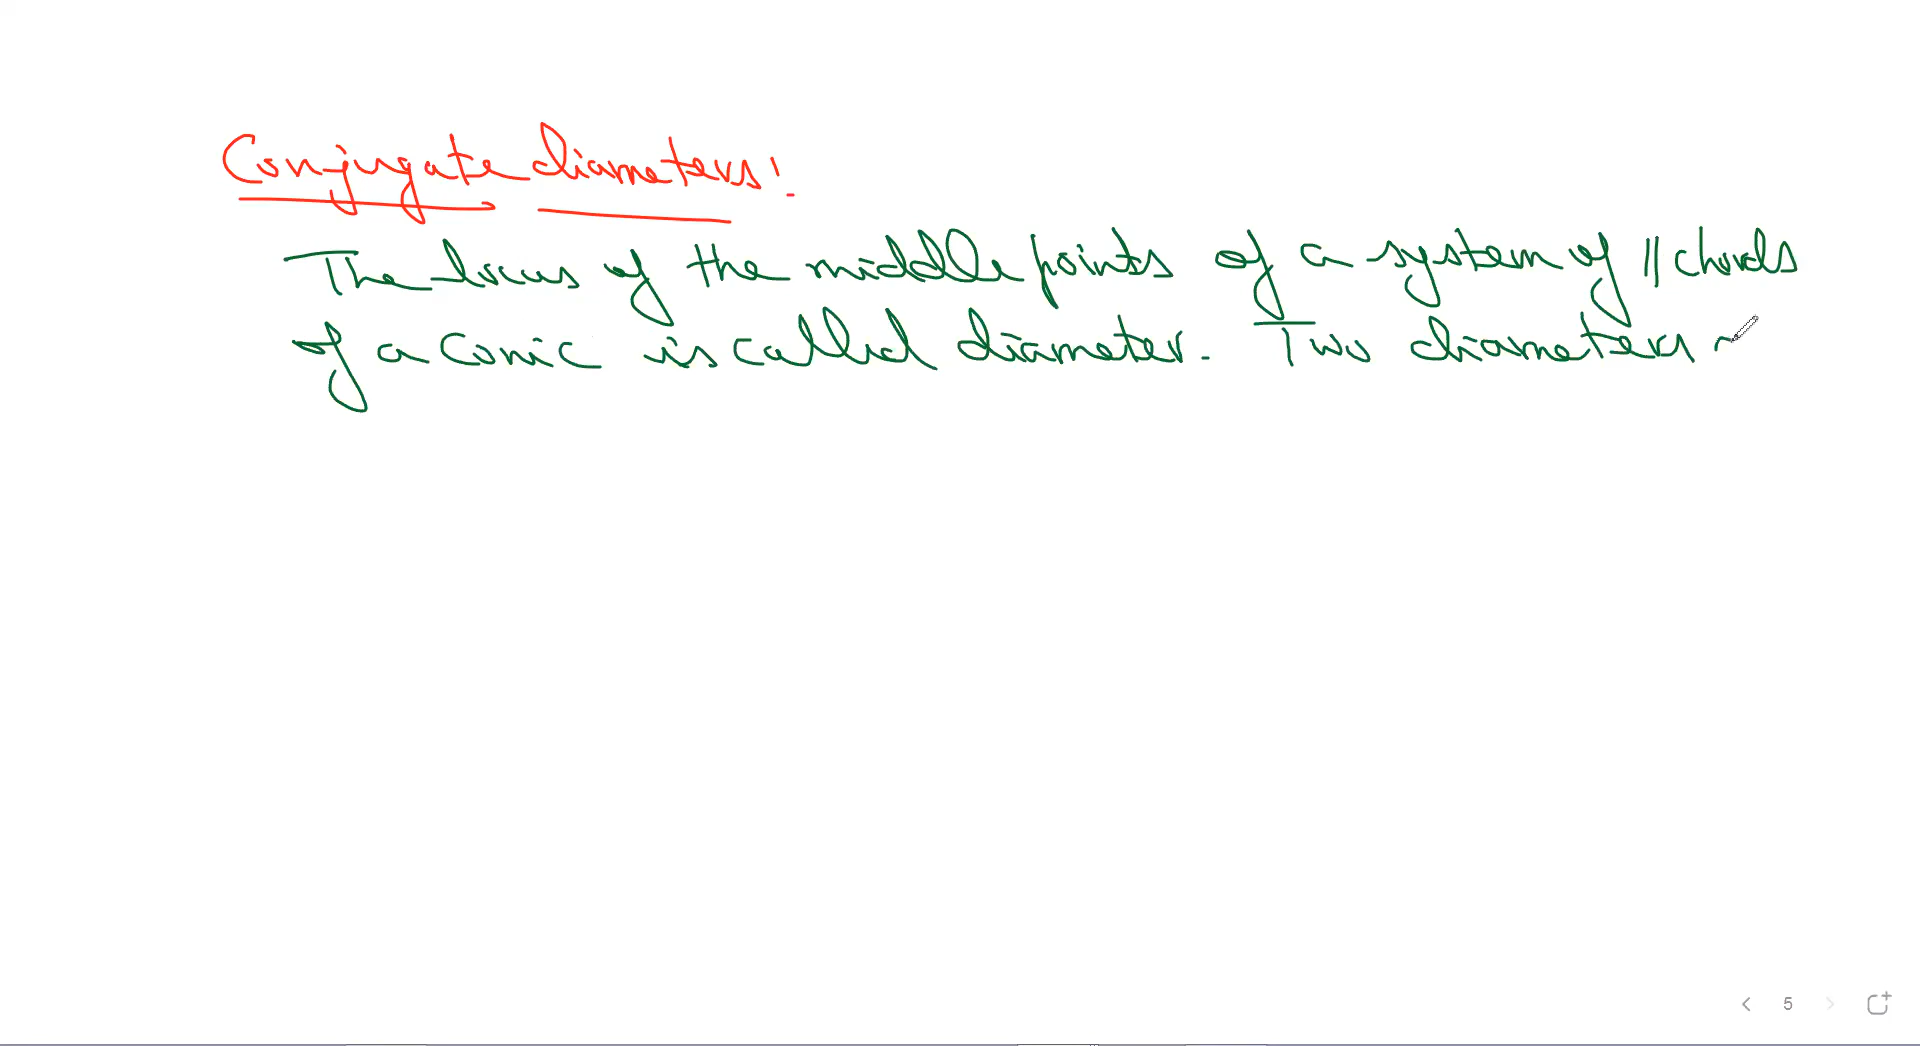 Conjugate diameters:
The locus of the middle points of a system of || chords
of a conic is called diameter. Two diameters
5